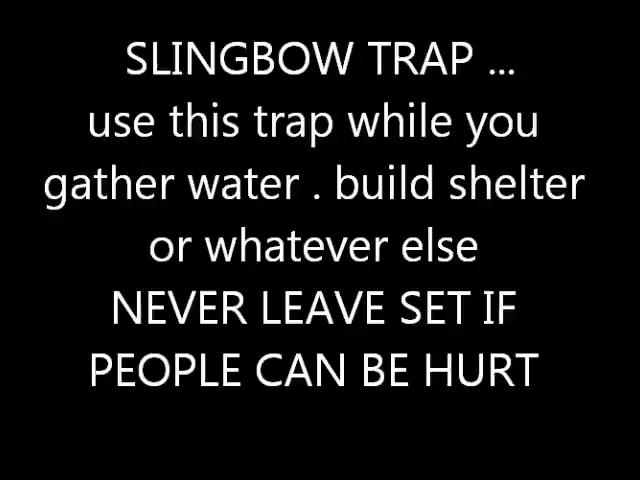 SLINGBOW TRAP ...
use this trap while you
gather water . build shelter
or whatever else
NEVER LEAVE SET IF
PEOPLE CAN BE HURT